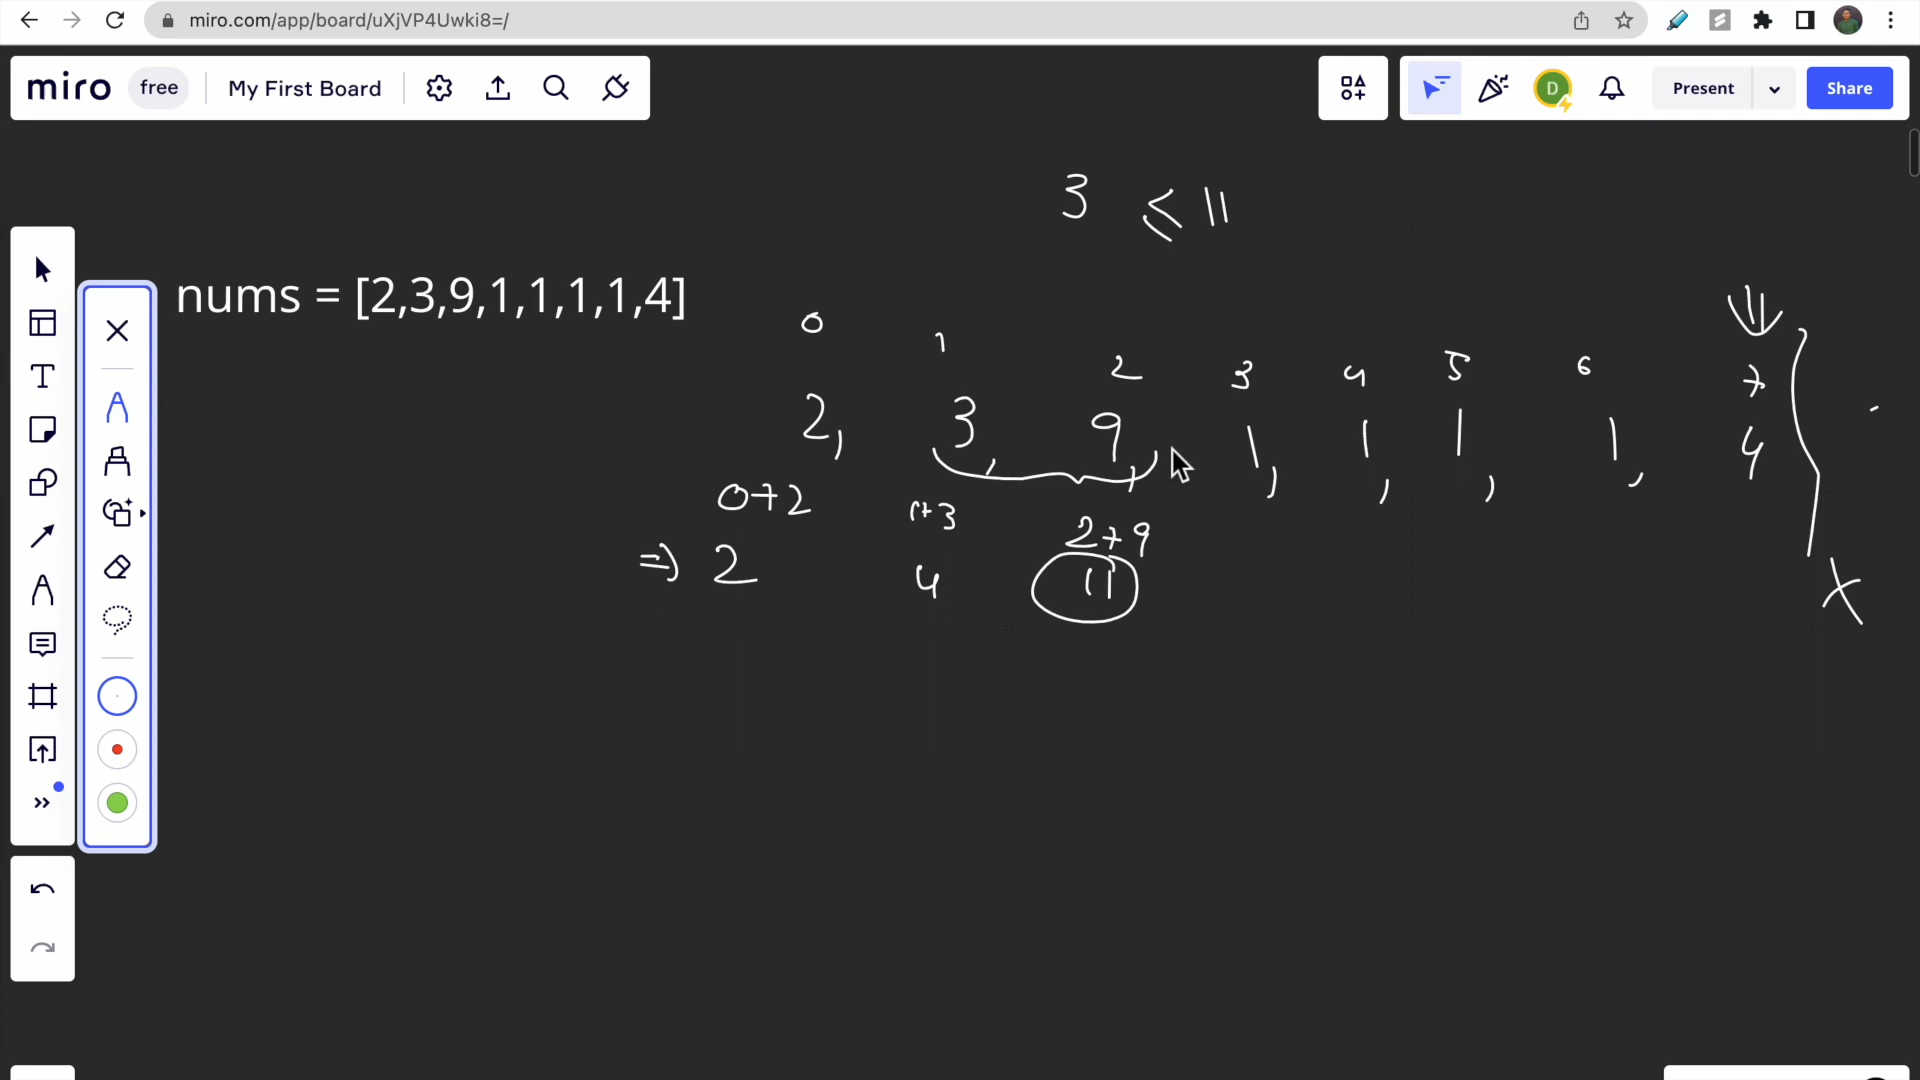 miro.com/app/board/uXjVP4Uwki8=/
miro free My First Board D Present Share
3 ≤ 11
nums = [2,3,9,1,1,1,1,4]
0 1 2 3 4 5 6 7
2, 3, 9, 1, 1, 1, 1, 4
0+2 1+3 2+9
=> 2 4 11
x